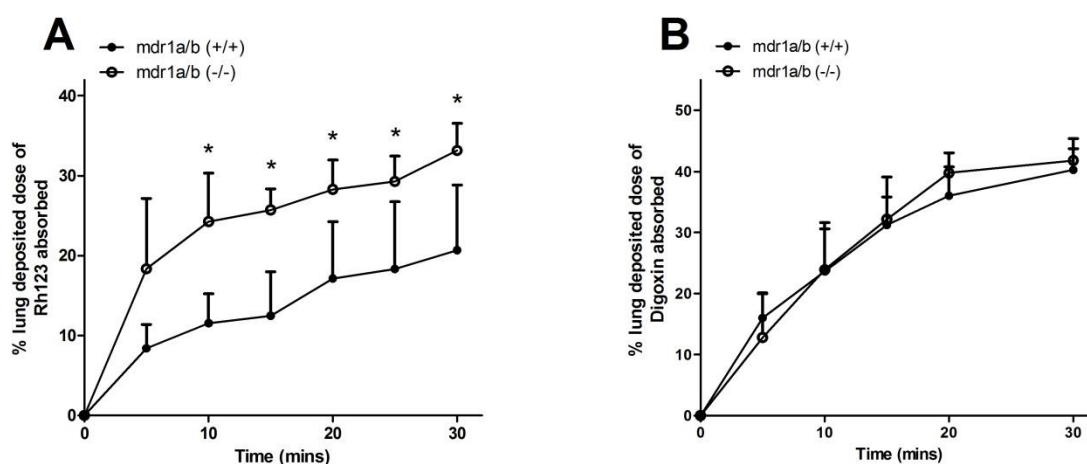 A
mdr1a/b (+/+)
mdr1a/b (-/-)
% lung deposited dose of
Rh123 absorbed
40
30
20
10
0
* * * * *
0 10 20 30
Time (mins)
B
mdr1a/b (+/+)
mdr1a/b (-/-)
% lung deposited dose of
Digoxin absorbed
50
40
30
20
10
0
0 10 20 30
Time (mins)